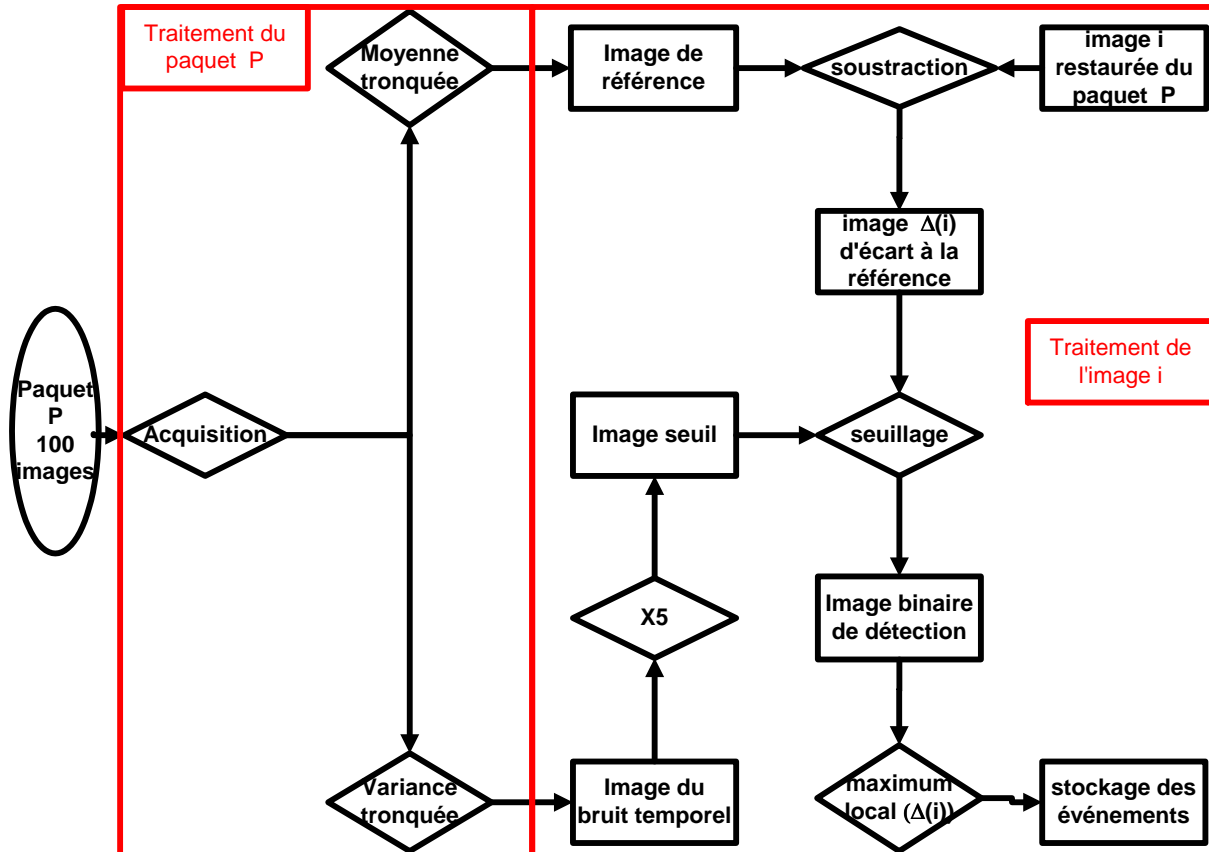 Traitement du
paquet P
Moyenne
tronquée
Image de
référence
soustraction
image i
restaurée du
paquet P
image Δ(i)
d'écart à la
référence
Traitement de
l'image i
Paquet
P
100
images
Acquisition
Image seuil
seuillage
X5
Image binaire
de détection
Variance
tronquée
Image du
bruit temporel
maximum
local (Δ(i))
stockage des
événements